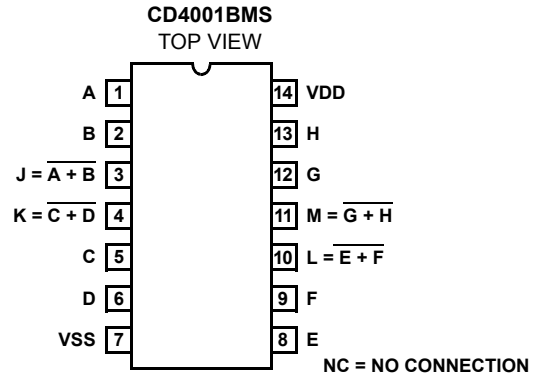 CD4001BMS
TOP VIEW
A 1
B 2
J = A + B 3
K = C + D 4
C 5
D 6
VSS 7
14 VDD
13 H
12 G
11 M = G + H
10 L = E + F
9 F
8 E
NC = NO CONNECTION